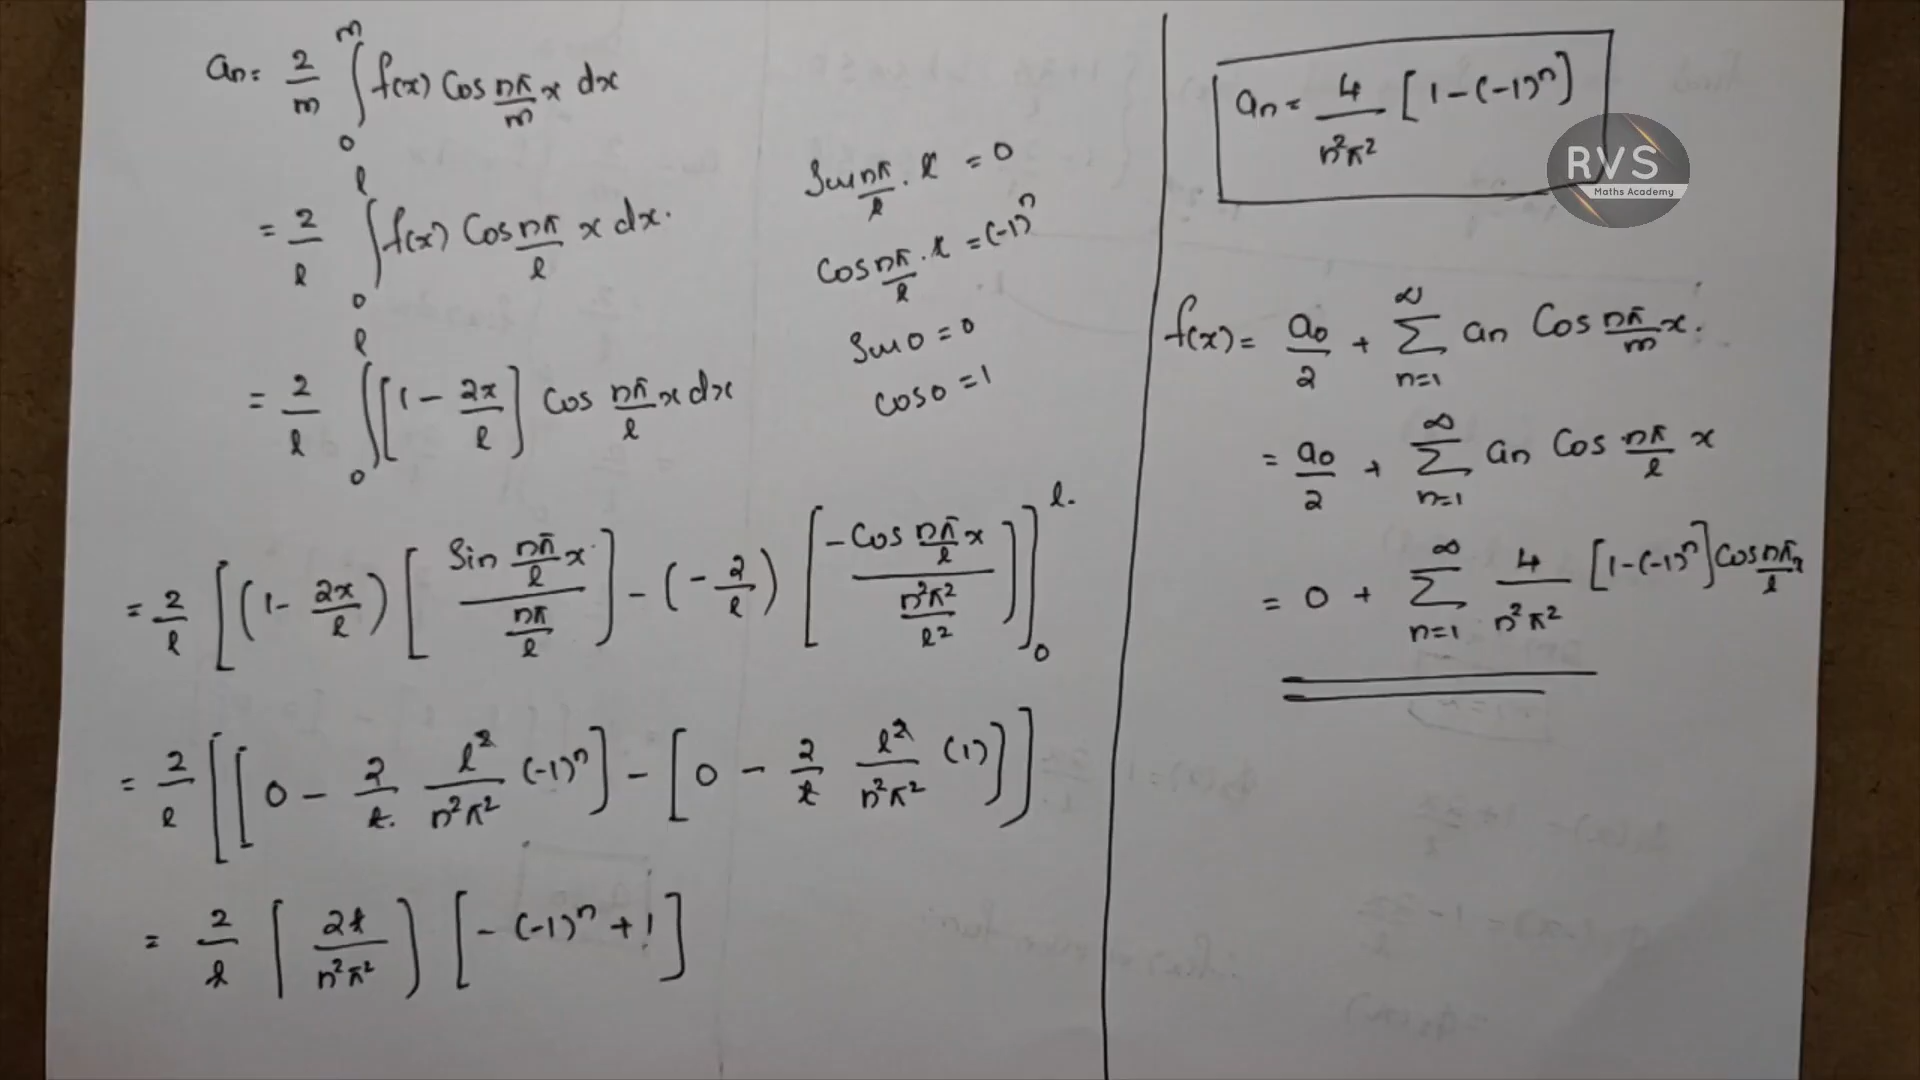 an = 2/m ∫₀ᵐ f(x) Cos nπ/m x dx
= 2/l ∫₀ˡ f(x) Cos nπ/l x dx.
= 2/l ∫₀ˡ [1 - 2x/l] Cos nπ/l x dx
Sin nπ/l . l = 0
Cos nπ/l . l = (-1)ⁿ
Sin 0 = 0
Cos 0 = 1
= 2/l [(1 - 2x/l) [Sin nπ/l x / nπ/l] - (-2/l) [-Cos nπ/l x / n²π²/l²]]₀ˡ.
= 2/l [[0 - 2/l. l²/n²π² (-1)ⁿ] - [0 - 2/l l²/n²π² (1)]]
= 2/l [2l/n²π²) [-(-1)ⁿ + 1]
an = 4/n²π² [1-(-1)ⁿ]
RVS
Maths Academy
f(x) = a₀/2 + ∑ₙ₌₁^∞ an Cos nπ/m x.
= a₀/2 + ∑ₙ₌₁^∞ an Cos nπ/l x
= 0 + ∑ₙ₌₁^∞ 4/n²π² [1-(-1)ⁿ] Cos nπ/l x